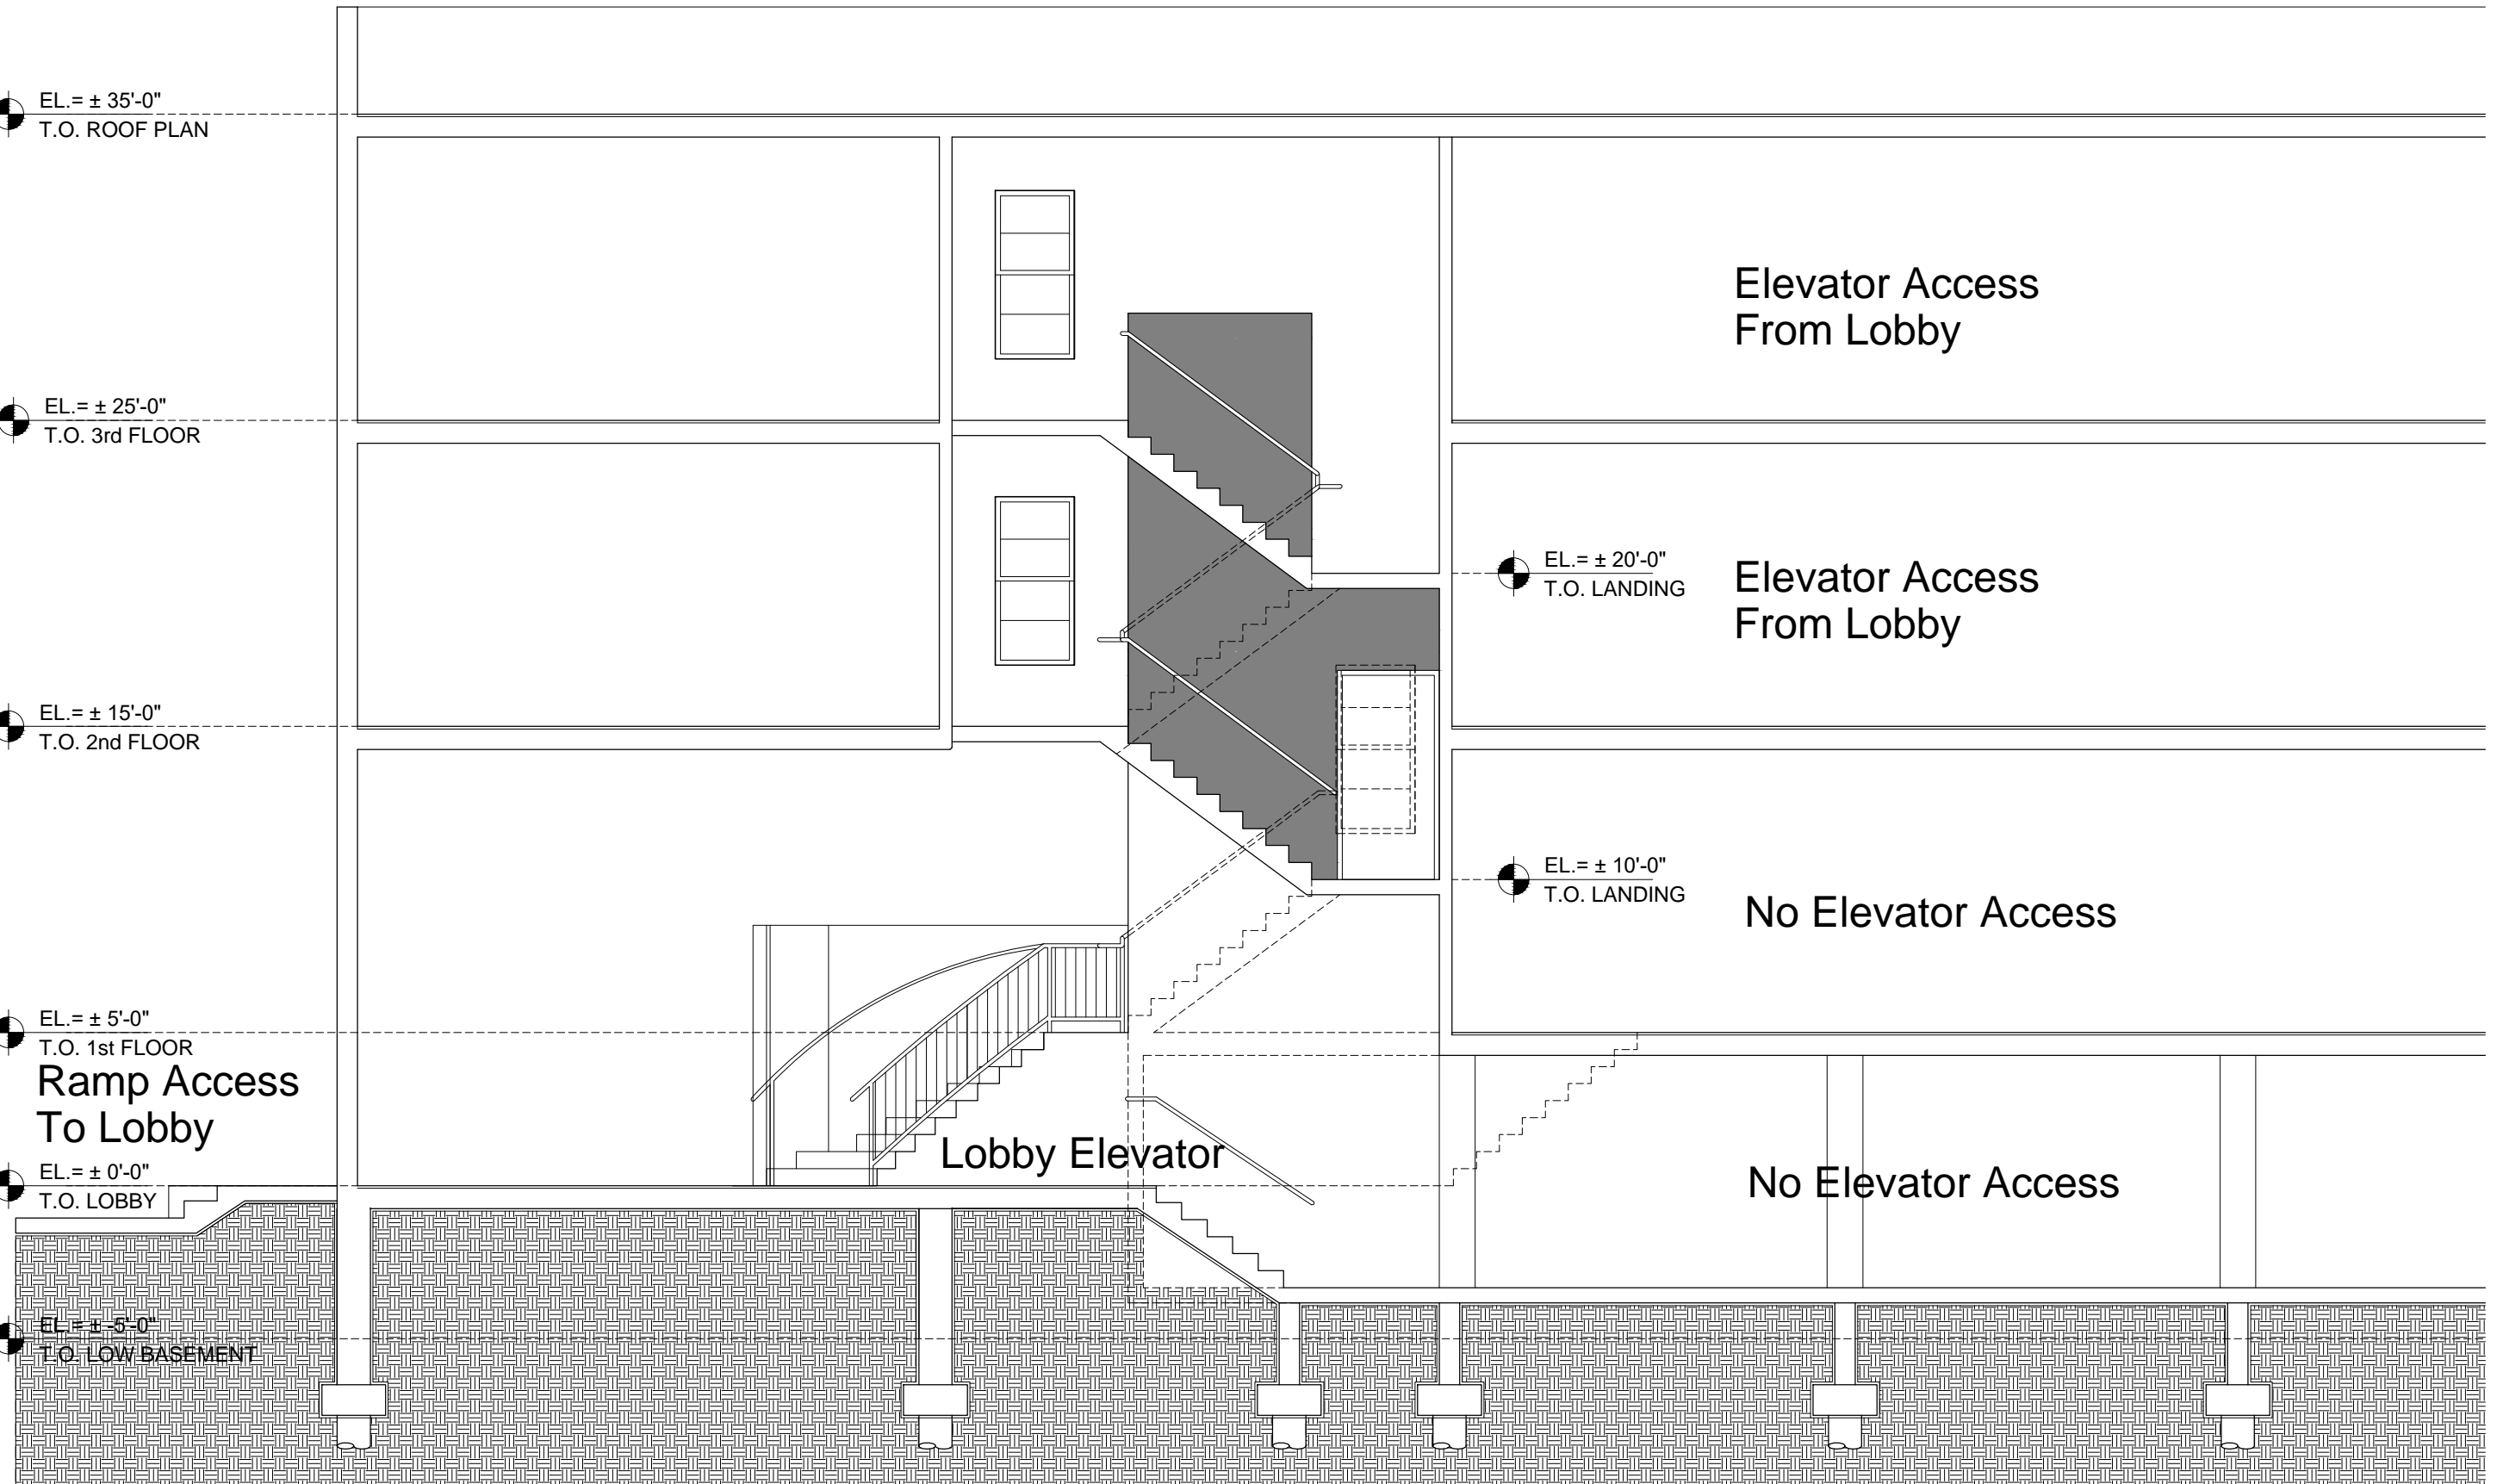 EL.= ± 35'-0"
T.O. ROOF PLAN
Elevator Access
From Lobby
EL.= ± 25'-0"
T.O. 3rd FLOOR
EL.= ± 20'-0"
T.O. LANDING
Elevator Access
From Lobby
EL.= ± 15'-0"
T.O. 2nd FLOOR
EL.= ± 10'-0"
T.O. LANDING
No Elevator Access
EL.= ± 5'-0"
T.O. 1st FLOOR
Ramp Access
To Lobby
Lobby Elevator
EL.= ± 0'-0"
T.O. LOBBY
No Elevator Access
EL.= ± -5'-0"
T.O. LOW BASEMENT